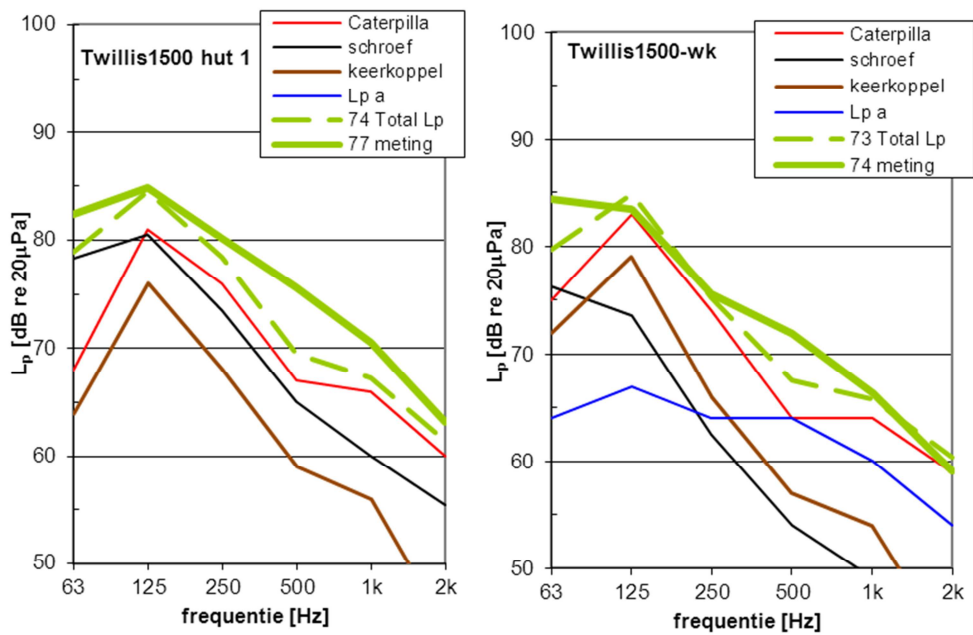 Twillis1500 hut 1
Caterpilla
schroef
keerkoppel
Lp a
74 Total Lp
77 meting
100
90
80
70
60
50
Lp [dB re 20µPa]
63 125 250 500 1k 2k
frequentie [Hz]
Twillis1500-wk
Caterpilla
schroef
keerkoppel
Lp a
73 Total Lp
74 meting
100
90
80
70
60
50
Lp [dB re 20µPa]
63 125 250 500 1k 2k
frequentie [Hz]